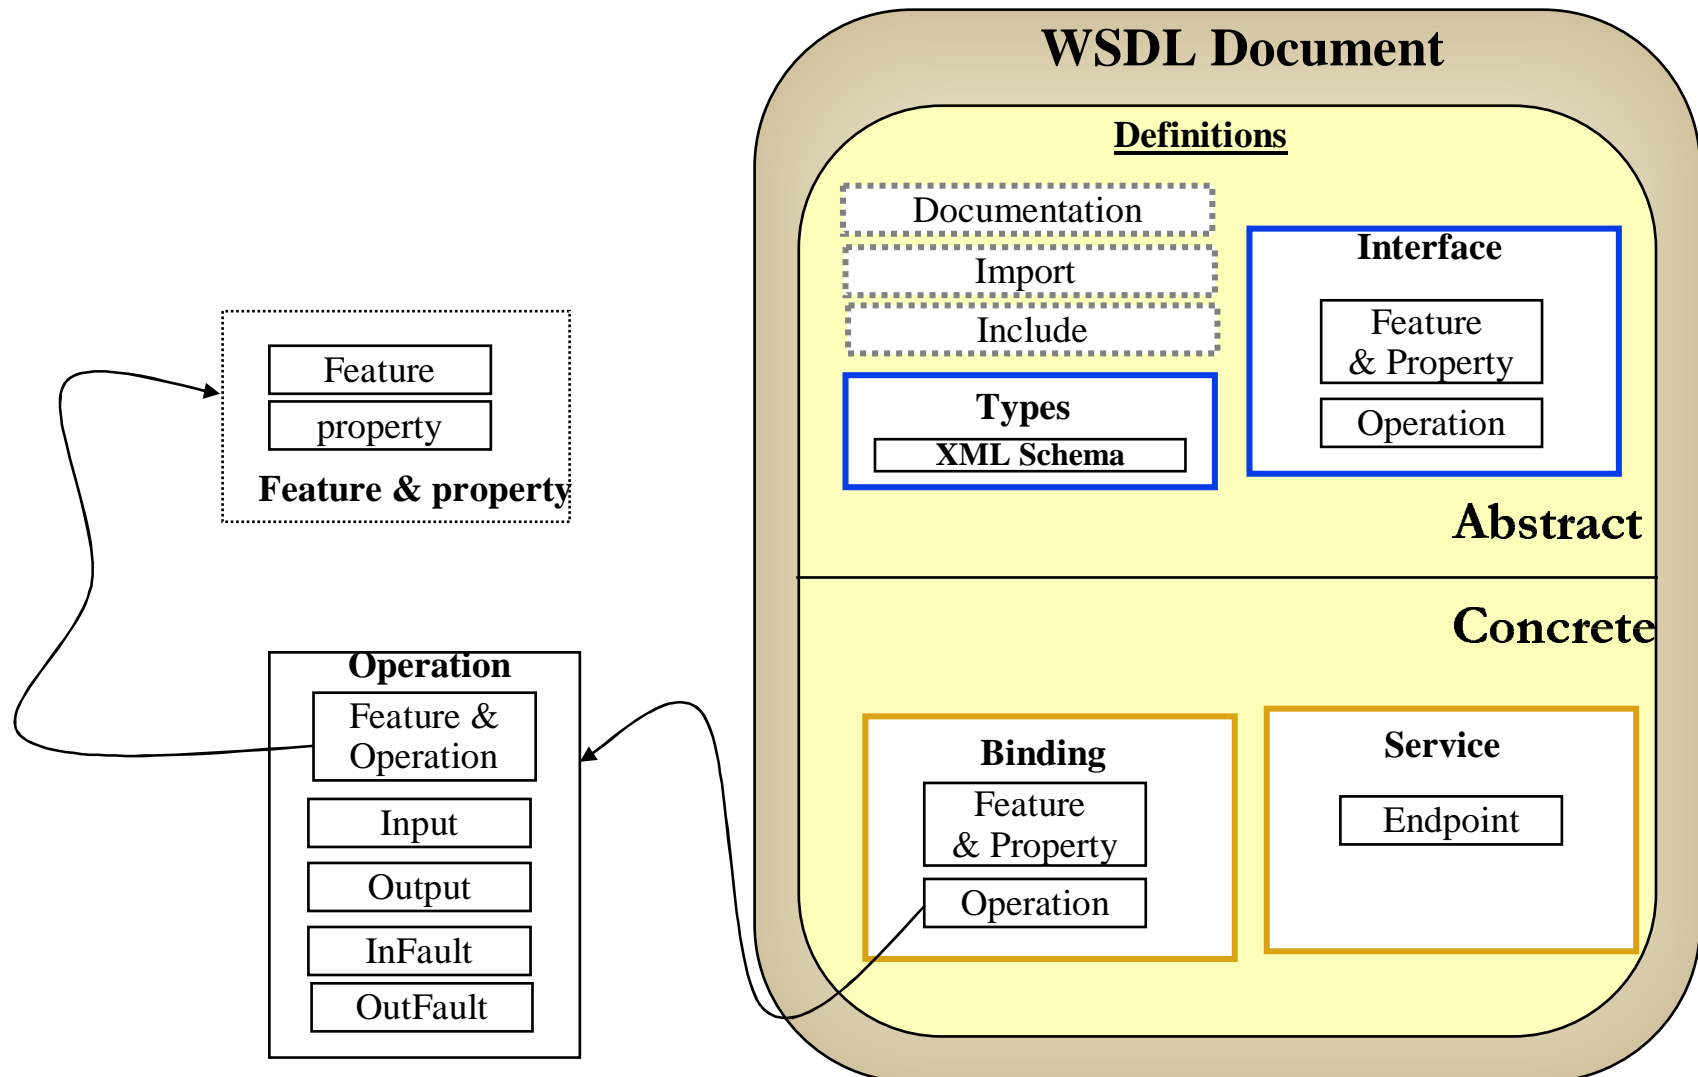 WSDL Document
Definitions
Documentation
Import
Include
Types
XML Schema
Interface
Feature
& Property
Operation
Abstract
Concrete
Binding
Feature
& Property
Operation
Service
Endpoint
Feature
property
Feature & property
Operation
Feature &
Operation
Input
Output
InFault
OutFault